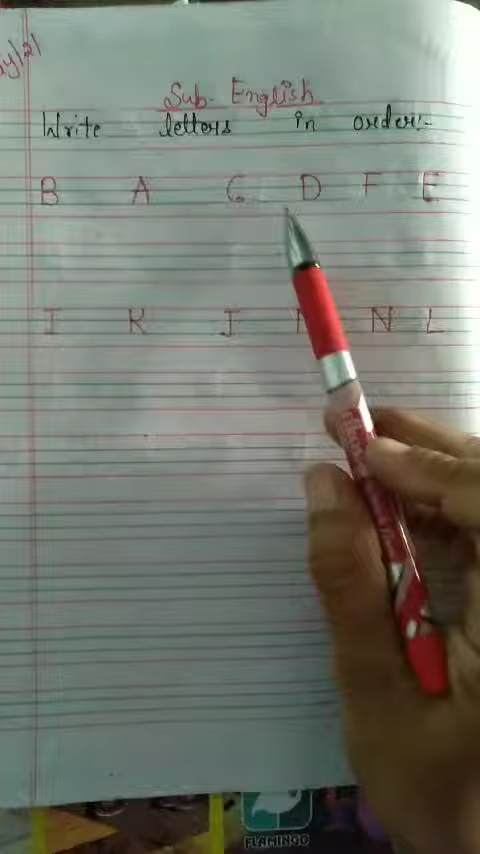 Sub- English
Write letters in order:-
B A C D F E
I K J N L
FLAMINGO